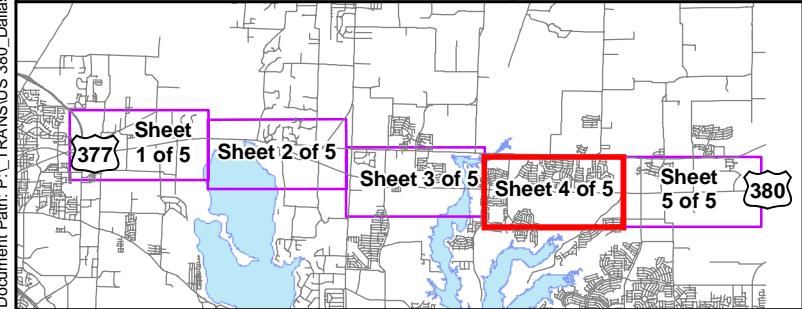 Document Path: P:\_TRANS\US 380_Dallas
377
Sheet
1 of 5
Sheet 2 of 5
Sheet 3 of 5
Sheet 4 of 5
Sheet
5 of 5
380